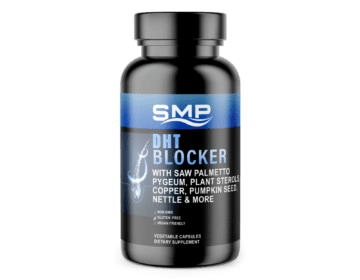 SMP
DHT
BLOCKER
WITH SAW PALMETTO
PYGEUM, PLANT STEROLS,
COPPER, PUMPKIN SEED,
NETTLE & MORE
NON GMO
GLUTEN FREE
VEGAN FRIENDLY
VEGETABLE CAPSULES
DIETARY SUPPLEMENT